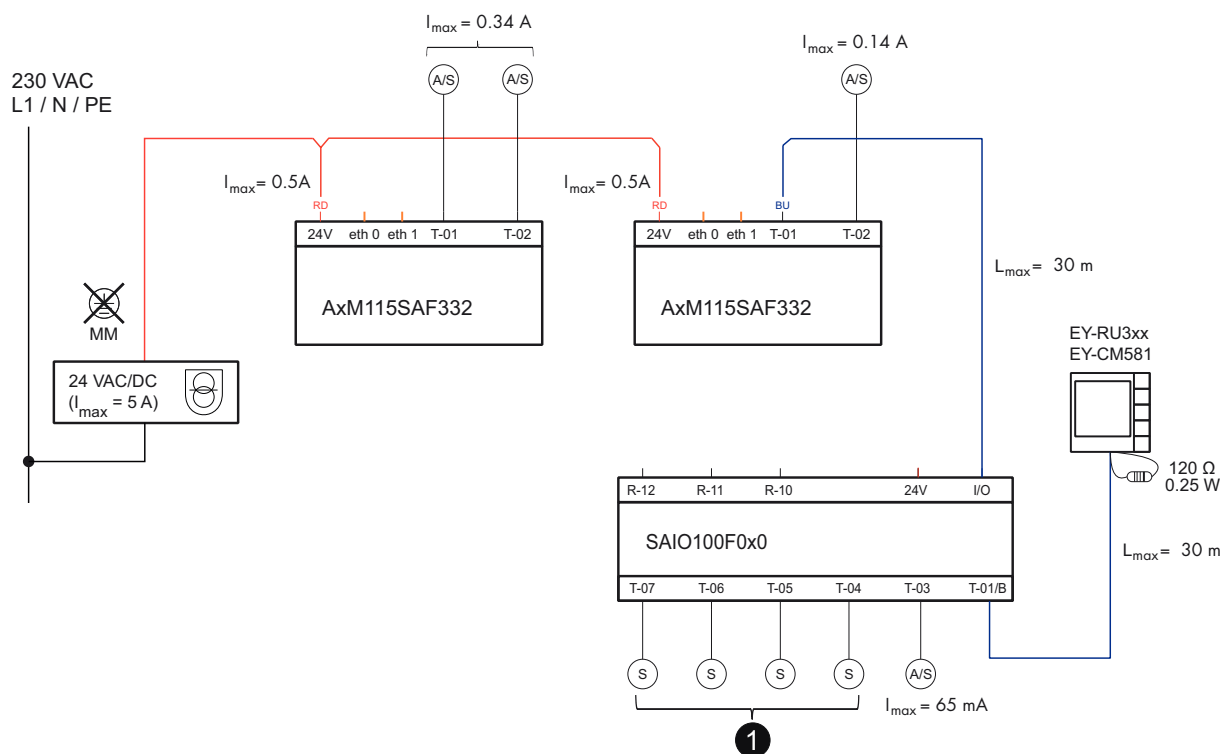 I max = 0.34 A
I max = 0.14 A
A/S
A/S
A/S
230 VAC
L1 / N / PE
I max = 0.5A
I max = 0.5A
RD
RD
BU
24V eth 0 eth 1 T-01 T-02
24V eth 0 eth 1 T-01 T-02
AxM115SAF332
AxM115SAF332
L max = 30 m
MM
24 VAC/DC
(I max = 5 A)
EY-RU3xx
EY-CM581
120 Ω
0.25 W
R-12 R-11 R-10 24V I/O
SAIO100F0x0
L max = 30 m
T-07 T-06 T-05 T-04 T-03 T-01/B
S S S S A/S
I max = 65 mA
1